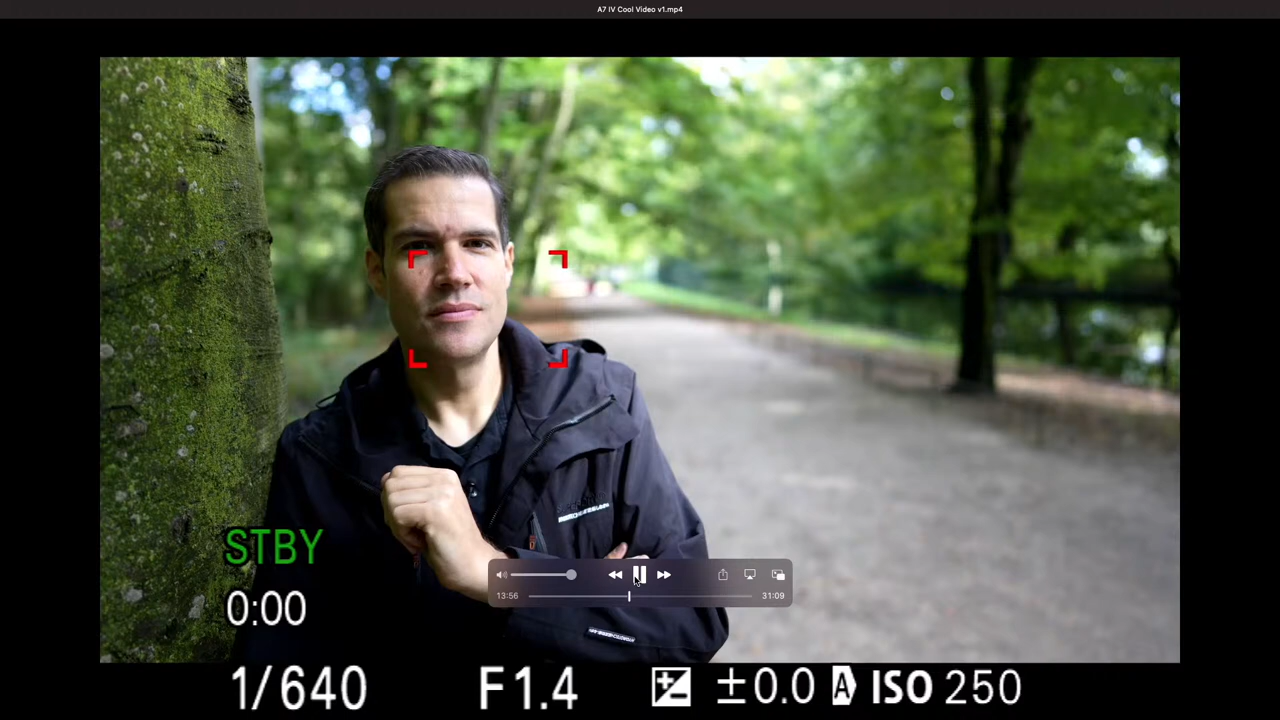 A7 IV Cool Video v1.mp4
STBY
0:00
13:56
31:09
1/640 F1.4 ±0.0 A ISO 250